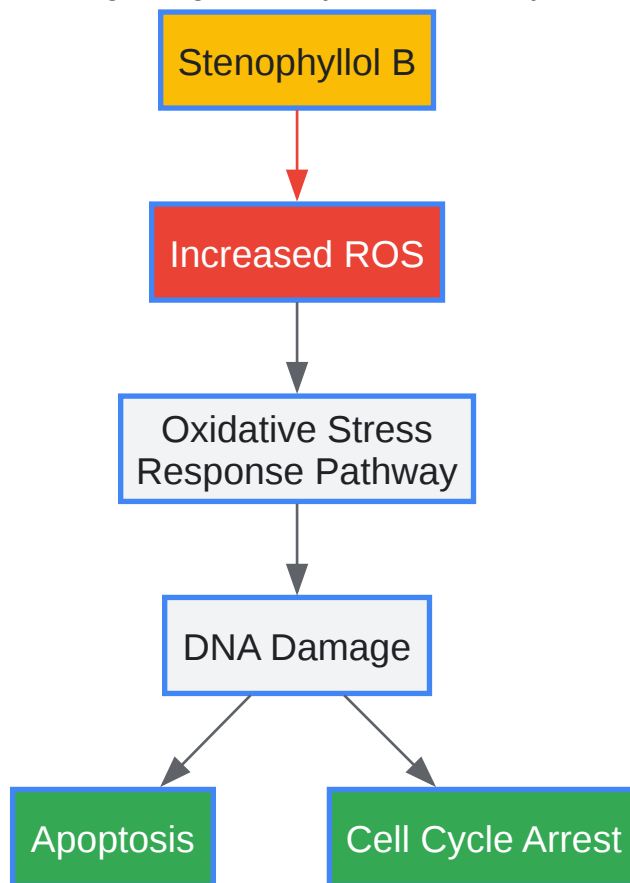 Stenophyllol B
Increased ROS
Oxidative Stress
Response Pathway
DNA Damage
Apoptosis
Cell Cycle Arrest